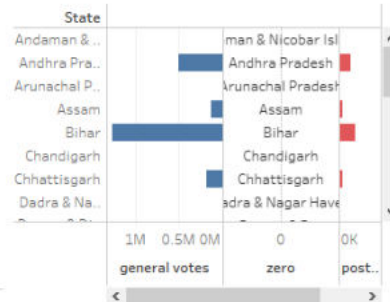 State
Andaman & .. man & Nicobar Isl
Andhra Pra.. Andhra Pradesh
Arunachal P.. Arunachal Pradesh
Assam Assam
Bihar Bihar
Chandigarh Chandigarh
Chhattisgarh Chhattisgarh
Dadra & Na.. adra & Nagar Have
1M 0.5M 0M 0 0K
general votes zero post..